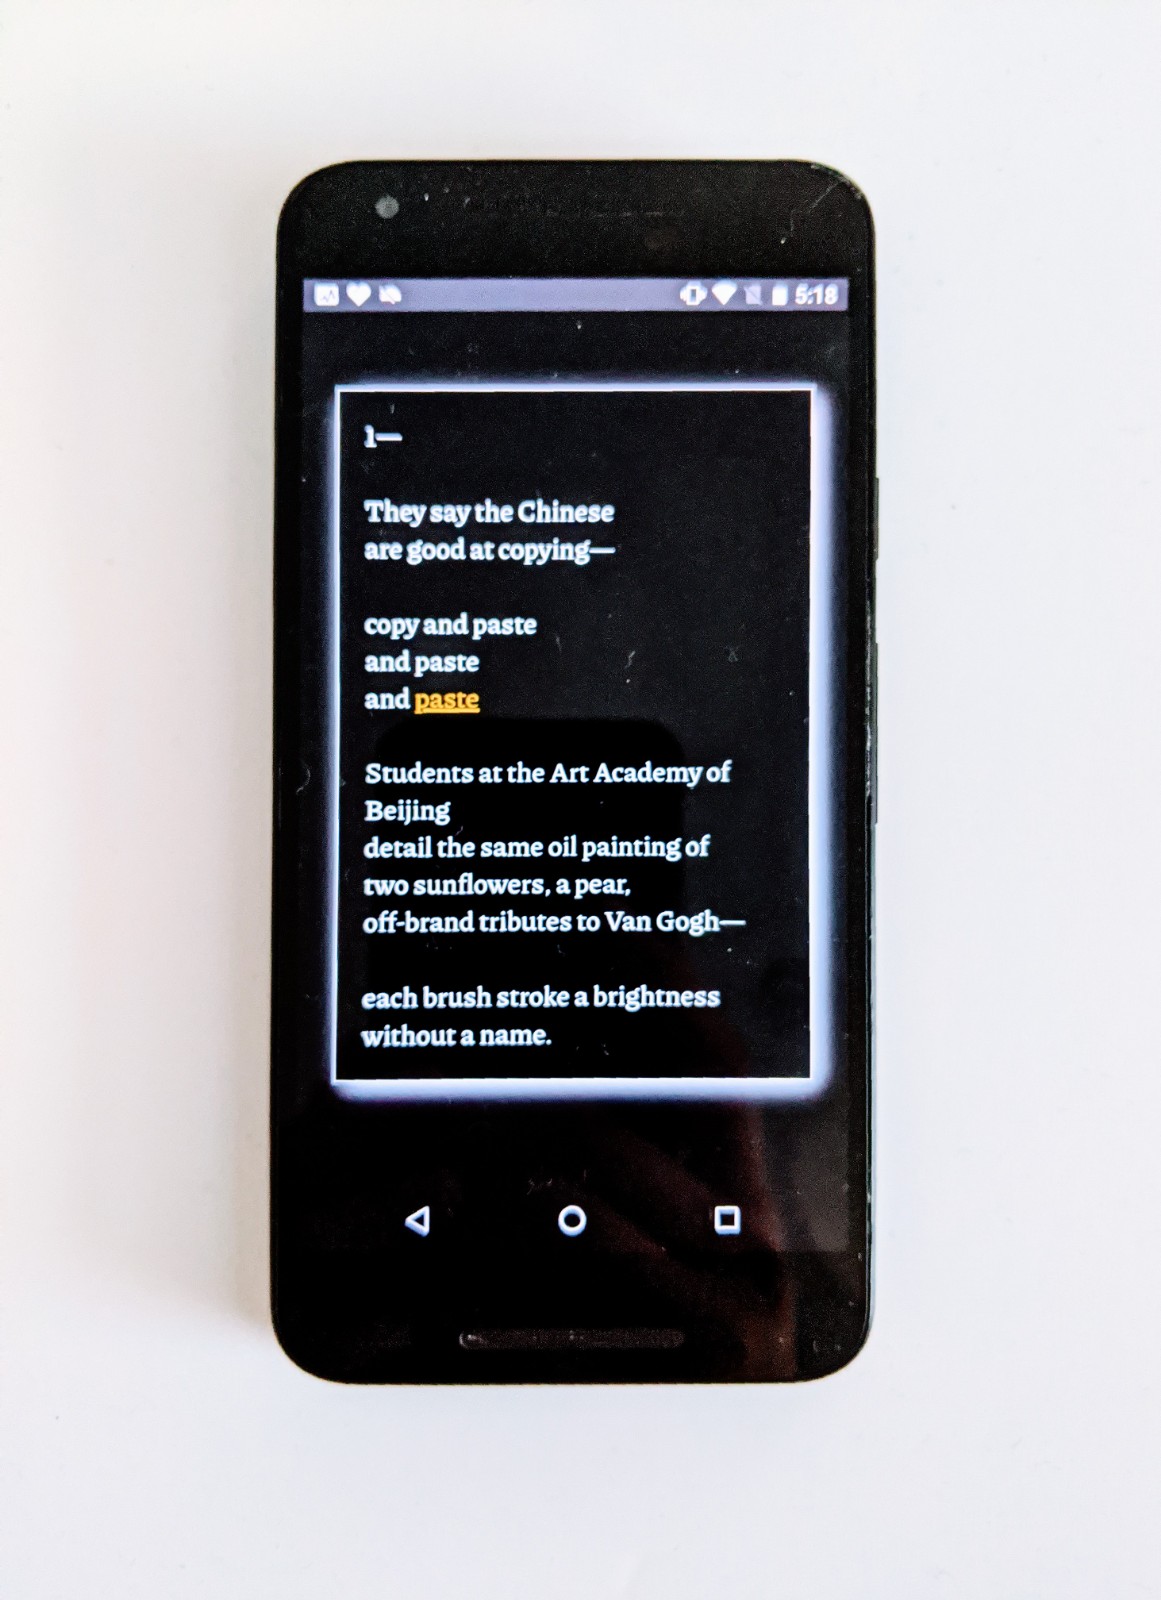 5:18
1—
They say the Chinese
are good at copying—
copy and paste
and paste
and paste
Students at the Art Academy of
Beijing
detail the same oil painting of
two sunflowers, a pear,
off-brand tributes to Van Gogh—
each brush stroke a brightness
without a name.